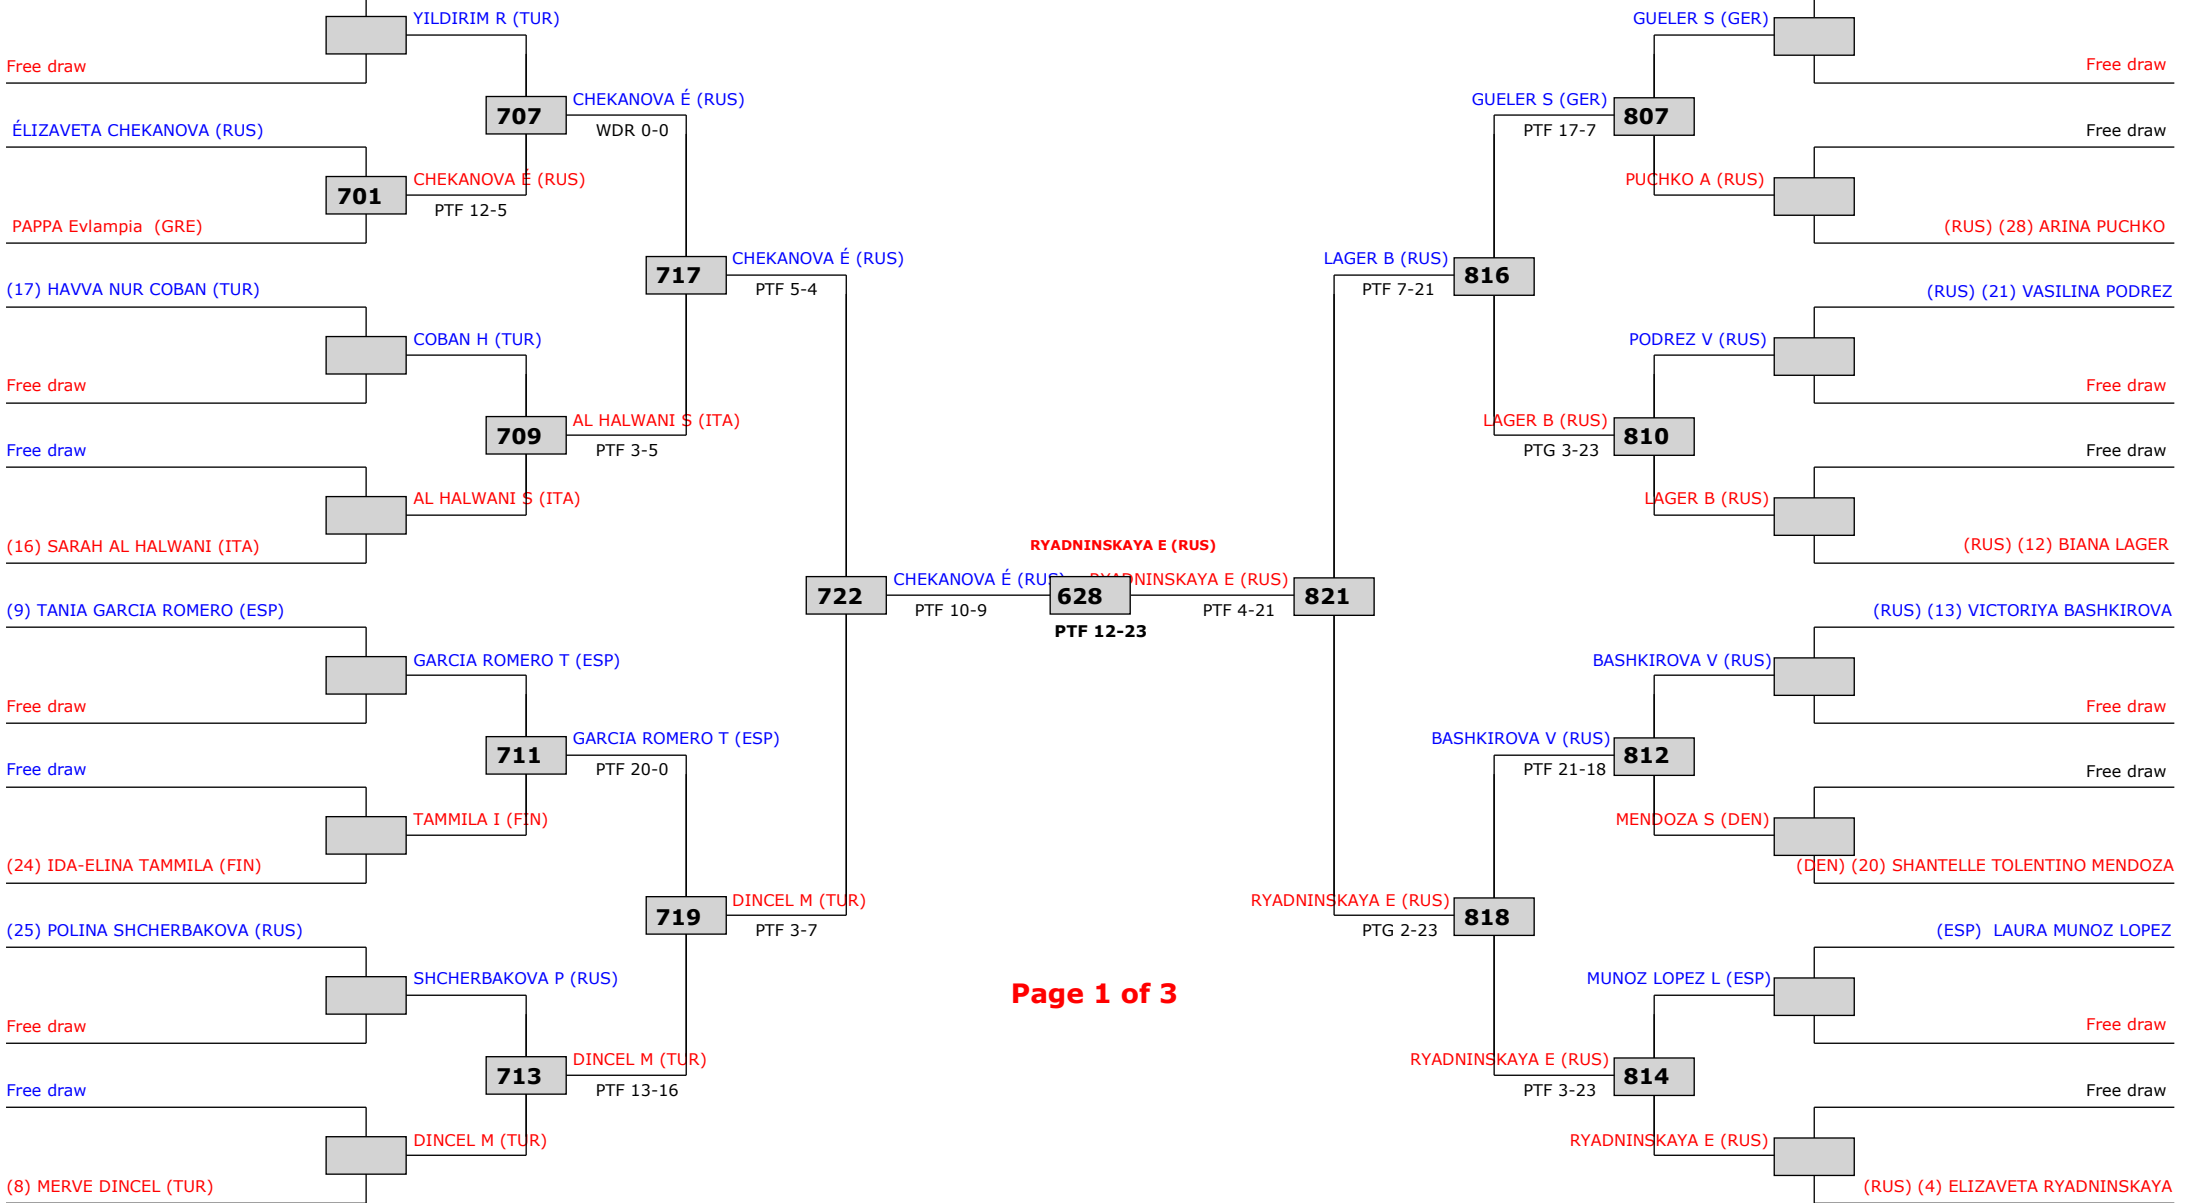 YILDIRIM R (TUR)
GUELER S (GER)
Free draw
Free draw
707
CHEKANOVA É (RUS)
WDR 0-0
GUELER S (GER)
PTF 17-7
807
ÉLIZAVETA CHEKANOVA (RUS)
Free draw
701
CHEKANOVA É (RUS)
PTF 12-5
PUCHKO A (RUS)
PAPPA Evlampia (GRE)
(RUS) (28) ARINA PUCHKO
717
CHEKANOVA É (RUS)
PTF 5-4
LAGER B (RUS)
PTF 7-21
816
(17) HAVVA NUR COBAN (TUR)
(RUS) (21) VASILINA PODREZ
COBAN H (TUR)
PODREZ V (RUS)
Free draw
Free draw
709
AL HALWANI S (ITA)
PTF 3-5
LAGER B (RUS)
PTG 3-23
810
Free draw
Free draw
AL HALWANI S (ITA)
LAGER B (RUS)
(16) SARAH AL HALWANI (ITA)
RYADNINSKAYA E (RUS)
(RUS) (12) BIANA LAGER
722
CHEKANOVA É (RUS)
PTF 10-9
628
PTF 12-23
RYADNINSKAYA E (RUS)
PTF 4-21
821
(9) TANIA GARCIA ROMERO (ESP)
(RUS) (13) VICTORIYA BASHKIROVA
GARCIA ROMERO T (ESP)
BASHKIROVA V (RUS)
Free draw
Free draw
711
GARCIA ROMERO T (ESP)
PTF 20-0
BASHKIROVA V (RUS)
PTF 21-18
812
Free draw
Free draw
TAMMILA I (FIN)
MENDOZA S (DEN)
(24) IDA-ELINA TAMMILA (FIN)
(DEN) (20) SHANTELLE TOLENTINO MENDOZA
719
DINCEL M (TUR)
PTF 3-7
RYADNINSKAYA E (RUS)
PTG 2-23
818
(25) POLINA SHCHERBAKOVA (RUS)
(ESP) LAURA MUNOZ LOPEZ
SHCHERBAKOVA P (RUS)
MUNOZ LOPEZ L (ESP)
Page 1 of 3
Free draw
Free draw
713
DINCEL M (TUR)
PTF 13-16
RYADNINSKAYA E (RUS)
PTF 3-23
814
Free draw
Free draw
DINCEL M (TUR)
RYADNINSKAYA E (RUS)
(8) MERVE DINCEL (TUR)
(RUS) (4) ELIZAVETA RYADNINSKAYA